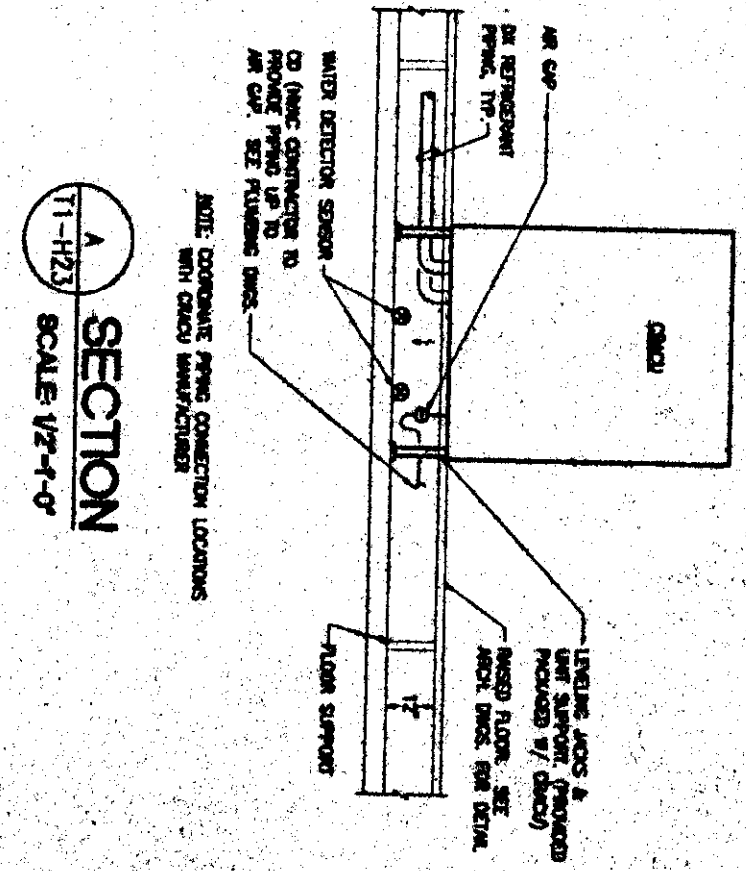 AIR GAP
DX REFRIGERANT
PIPING, TYP.
CRACU
LEVELING JACKS &
UNIT SUPPORT. (PROVIDED
PACKAGED W/ CRACU)
RAISED FLOOR. SEE
ARCH. DWGS. FOR DETAIL.
12"
FLOOR SUPPORT
WATER DETECTOR SENSOR
CD (HVAC CONTRACTOR TO
PROVIDE PIPING UP TO
AIR GAP. SEE PLUMBING DWGS.
NOTE: COORDINATE PIPING CONNECTION LOCATIONS
WITH CRACU MANUFACTURER
A
T1-H23
SECTION
SCALE: 1/2"=1'-0"